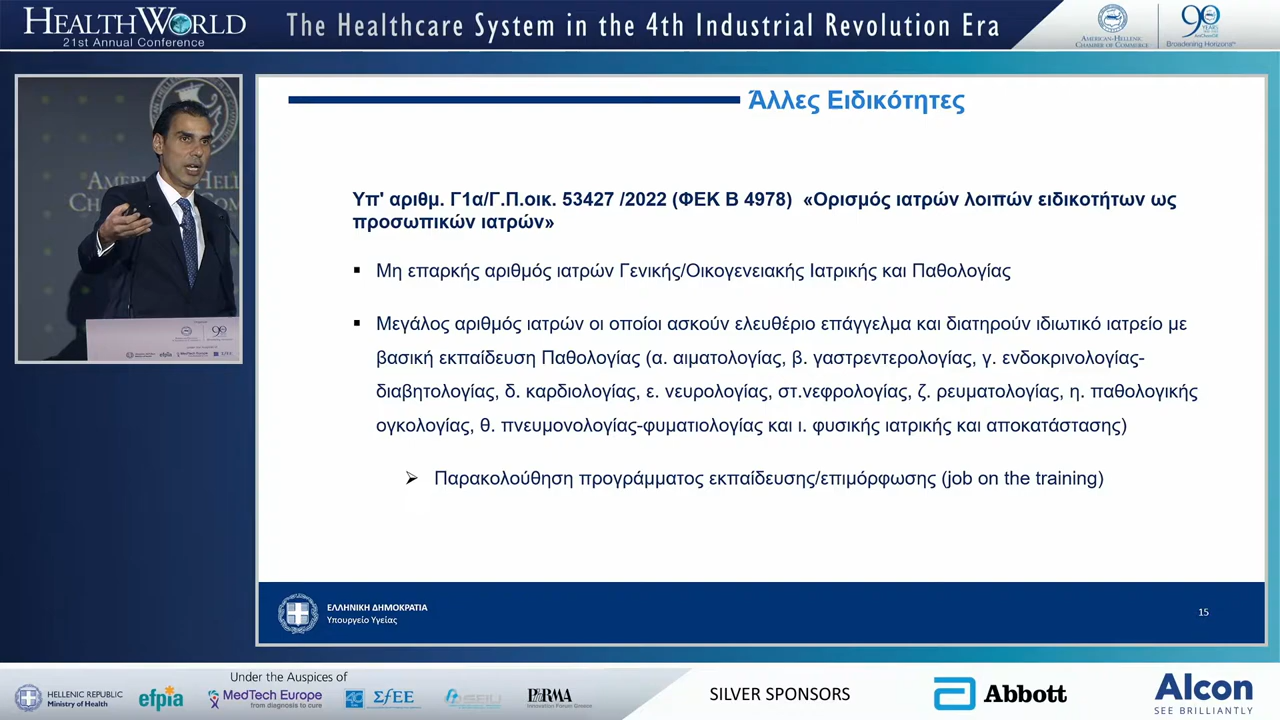 HEALTHWORLD
21st Annual Conference
The Healthcare System in the 4th Industrial Revolution Era
AMERICAN-HELLENIC
CHAMBER OF COMMERCE
90
YEARS
Broadening Horizons
Άλλες Ειδικότητες
Υπ' αριθμ. Γ1α/Γ.Π.οικ. 53427 /2022 (ΦΕΚ Β 4978) «Ορισμός ιατρών λοιπών ειδικοτήτων ως
προσωπικών ιατρών»
▪ Μη επαρκής αριθμός ιατρών Γενικής/Οικογενειακής Ιατρικής και Παθολογίας
▪ Μεγάλος αριθμός ιατρών οι οποίοι ασκούν ελευθέριο επάγγελμα και διατηρούν ιδιωτικό ιατρείο με
βασική εκπαίδευση Παθολογίας (α. αιματολογίας, β. γαστρεντερολογίας, γ. ενδοκρινολογίας-
διαβητολογίας, δ. καρδιολογίας, ε. νευρολογίας, στ.νεφρολογίας, ζ. ρευματολογίας, η. παθολογικής
ογκολογίας, θ. πνευμονολογίας-φυματιολογίας και ι. φυσικής ιατρικής και αποκατάστασης)
➢ Παρακολούθηση προγράμματος εκπαίδευσης/επιμόρφωσης (job on the training)
ΕΛΛΗΝΙΚΗ ΔΗΜΟΚΡΑΤΙΑ
Υπουργείο Υγείας
15
Under the Auspices of
HELLENIC REPUBLIC
Ministry of Health
efpia
MedTech Europe
from diagnosis to cure
ΣfΕΕ
PhRMA
Innovation Forum Greece
SILVER SPONSORS
Abbott
Alcon
SEE BRILLIANTLY